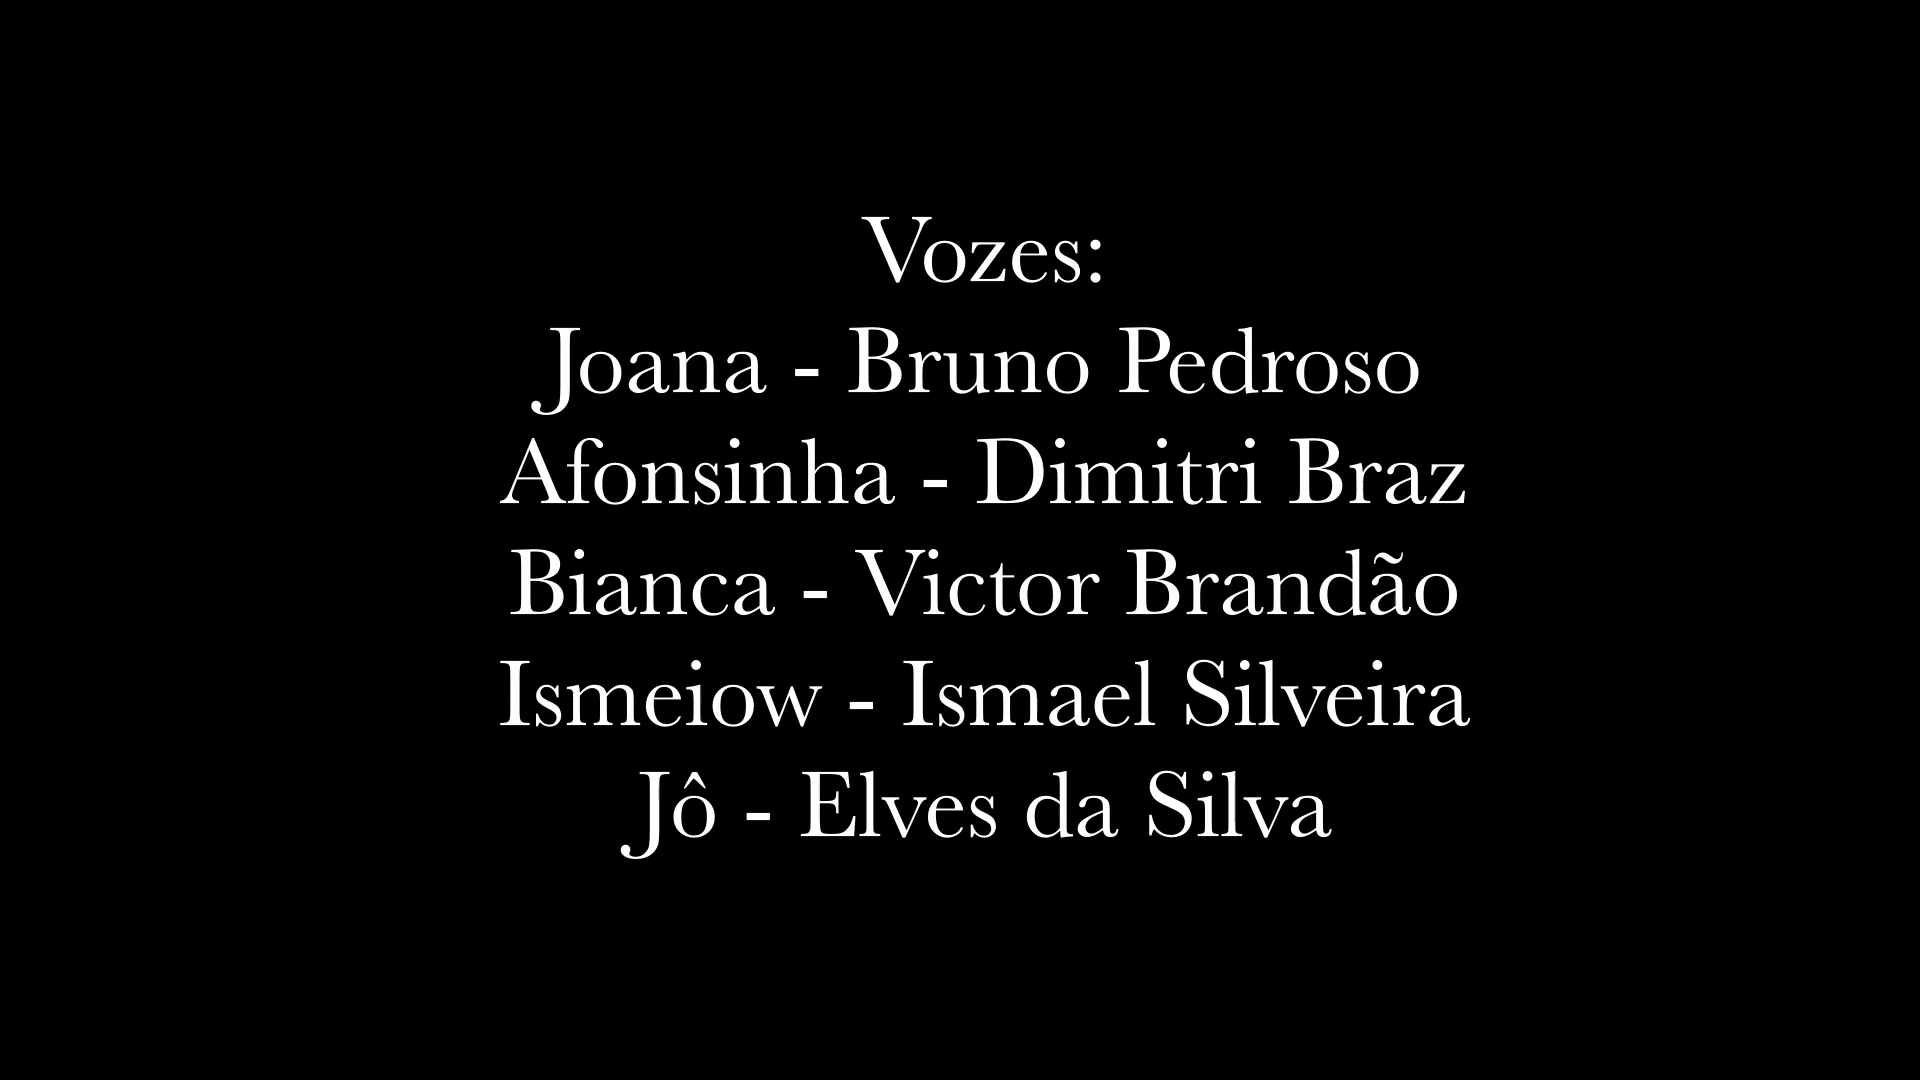 Vozes:
Joana - Bruno Pedroso
Afonsinha - Dimitri Braz
Bianca - Victor Brandão
Ismeiow - Ismael Silveira
Jô - Elves da Silva